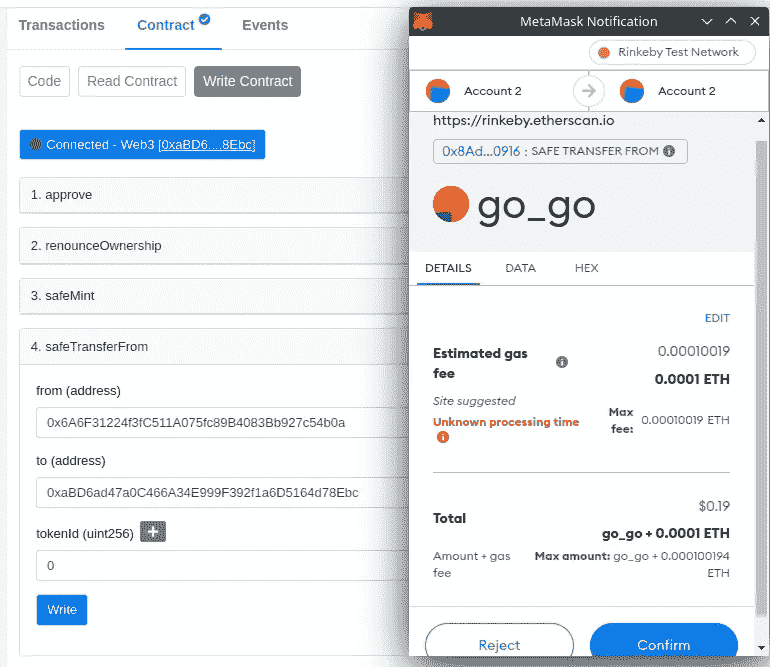 Transactions
Contract
Events
Code
Read Contract
Write Contract
Connected - Web3 [0xaBD6....8Ebc]
1. approve
2. renounceOwnership
3. safeMint
4. safeTransferFrom
from (address)
0x6A6F31224f3fC511A075fc89B4083Bb927c54b0a
to (address)
0xaBD6ad47a0C466A34E999F392f1a6D5164d78Ebc
tokenId (uint256)
0
Write
MetaMask Notification
Rinkeby Test Network
Account 2
Account 2
https://rinkeby.etherscan.io
0x8Ad...0916 : SAFE TRANSFER FROM
go_go
DETAILS
DATA
HEX
EDIT
Estimated gas
fee
0.00010019
0.0001 ETH
Site suggested
Unknown processing time
Max
fee:
0.00010019 ETH
$0.19
Total
go_go + 0.0001 ETH
Amount + gas
fee
Max amount: go_go + 0.000100194
ETH
Reject
Confirm